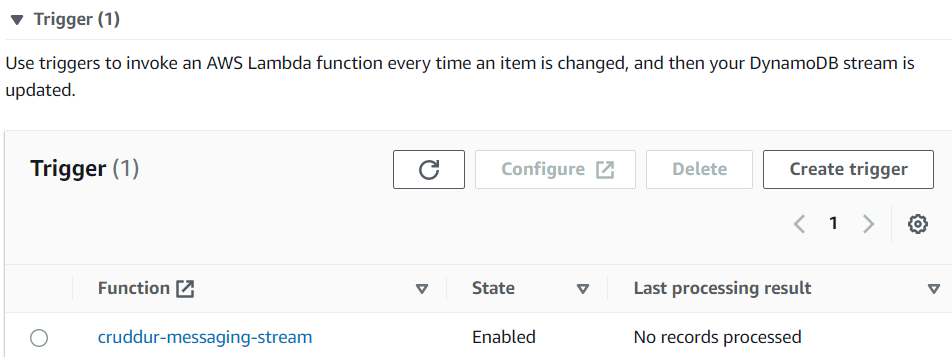 Trigger (1)
Use triggers to invoke an AWS Lambda function every time an item is changed, and then your DynamoDB stream is
updated.
Trigger (1)
Configure
Delete
Create trigger
1
Function
State
Last processing result
cruddur-messaging-stream
Enabled
No records processed